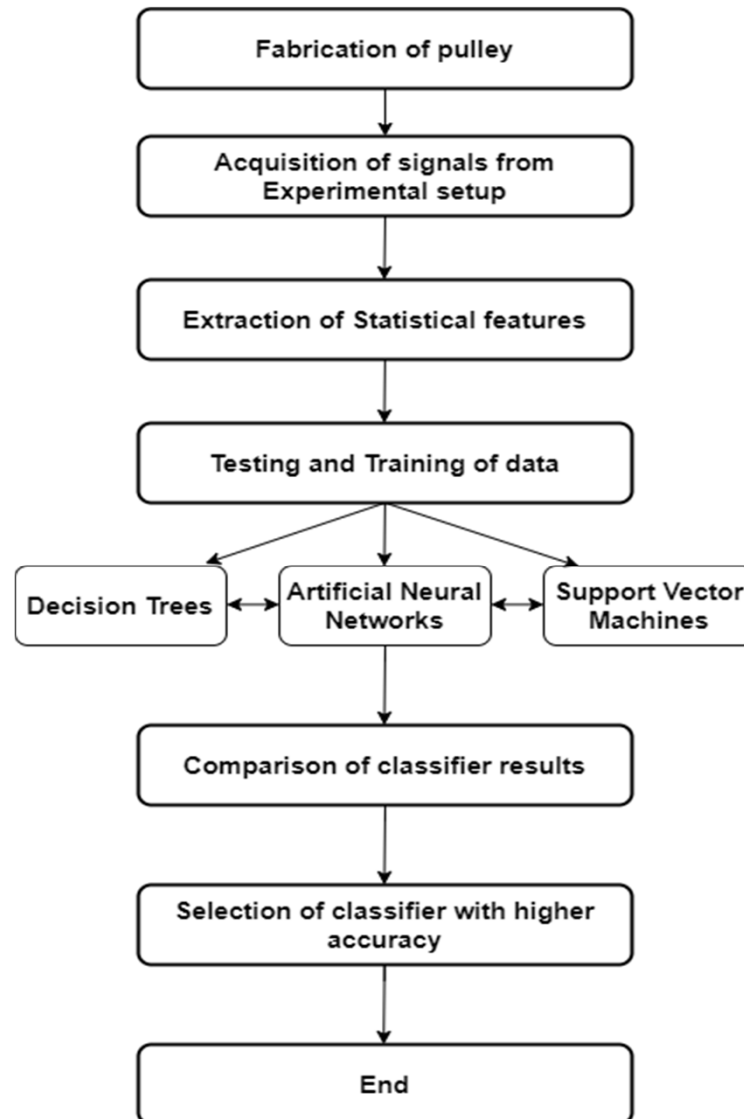 Fabrication of pulley
Acquisition of signals from
Experimental setup
Extraction of Statistical features
Testing and Training of data
Decision Trees
Artificial Neural
Networks
Support Vector
Machines
Comparison of classifier results
Selection of classifier with higher
accuracy
End